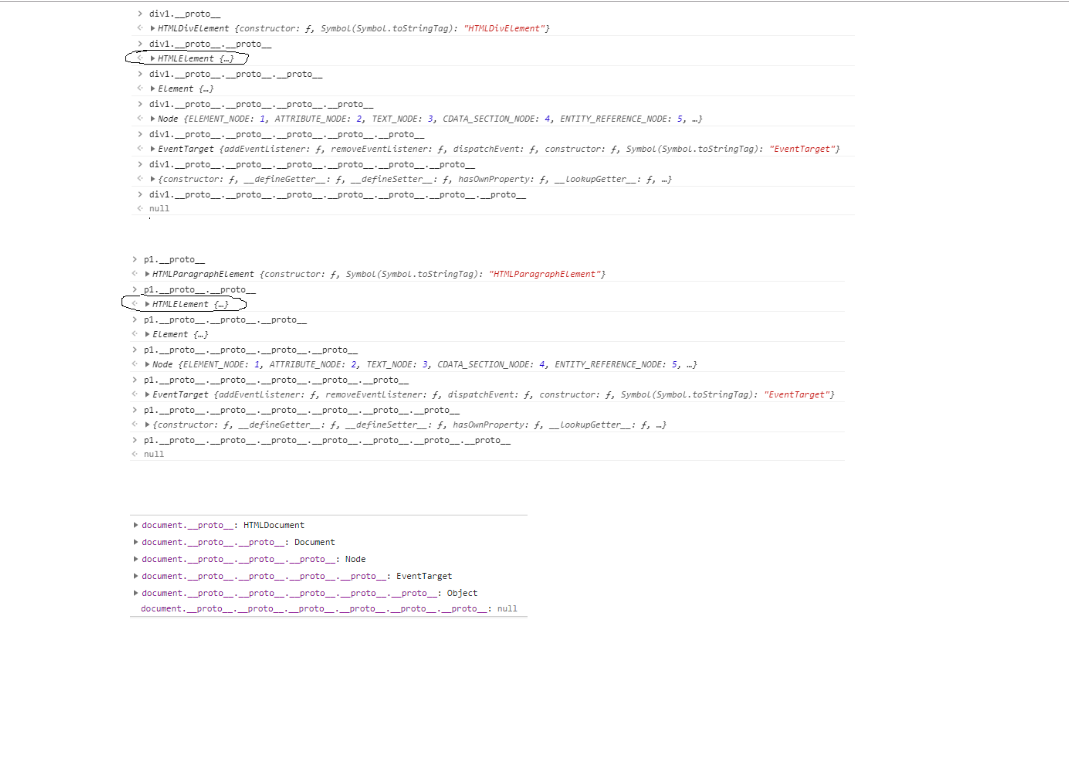 > div1.__proto__
<· ▶HTMLDivElement {constructor: ƒ, Symbol(Symbol.toStringTag): "HTMLDivElement"}
> div1.__proto__.__proto__
<· ▶HTMLElement {…}
> div1.__proto__.__proto__.__proto__
<· ▶Element {…}
> div1.__proto__.__proto__.__proto__.__proto__
<· ▶Node {ELEMENT_NODE: 1, ATTRIBUTE_NODE: 2, TEXT_NODE: 3, CDATA_SECTION_NODE: 4, ENTITY_REFERENCE_NODE: 5, …}
> div1.__proto__.__proto__.__proto__.__proto__.__proto__
<· ▶EventTarget {addEventListener: ƒ, removeEventListener: ƒ, dispatchEvent: ƒ, constructor: ƒ, Symbol(Symbol.toStringTag): "EventTarget"}
> div1.__proto__.__proto__.__proto__.__proto__.__proto__.__proto__
<· ▶{constructor: ƒ, __defineGetter__: ƒ, __defineSetter__: ƒ, hasOwnProperty: ƒ, __lookupGetter__: ƒ, …}
> div1.__proto__.__proto__.__proto__.__proto__.__proto__.__proto__.__proto__
<· null
> p1.__proto__
<· ▶HTMLParagraphElement {constructor: ƒ, Symbol(Symbol.toStringTag): "HTMLParagraphElement"}
> p1.__proto__.__proto__
<· ▶HTMLElement {…}
> p1.__proto__.__proto__.__proto__
<· ▶Element {…}
> p1.__proto__.__proto__.__proto__.__proto__
<· ▶Node {ELEMENT_NODE: 1, ATTRIBUTE_NODE: 2, TEXT_NODE: 3, CDATA_SECTION_NODE: 4, ENTITY_REFERENCE_NODE: 5, …}
> p1.__proto__.__proto__.__proto__.__proto__.__proto__
<· ▶EventTarget {addEventListener: ƒ, removeEventListener: ƒ, dispatchEvent: ƒ, constructor: ƒ, Symbol(Symbol.toStringTag): "EventTarget"}
> p1.__proto__.__proto__.__proto__.__proto__.__proto__.__proto__
<· ▶{constructor: ƒ, __defineGetter__: ƒ, __defineSetter__: ƒ, hasOwnProperty: ƒ, __lookupGetter__: ƒ, …}
> p1.__proto__.__proto__.__proto__.__proto__.__proto__.__proto__.__proto__
<· null
▶ document.__proto__: HTMLDocument
▶ document.__proto__.__proto__: Document
▶ document.__proto__.__proto__.__proto__: Node
▶ document.__proto__.__proto__.__proto__.__proto__: EventTarget
▶ document.__proto__.__proto__.__proto__.__proto__.__proto__: Object
document.__proto__.__proto__.__proto__.__proto__.__proto__.__proto__: null